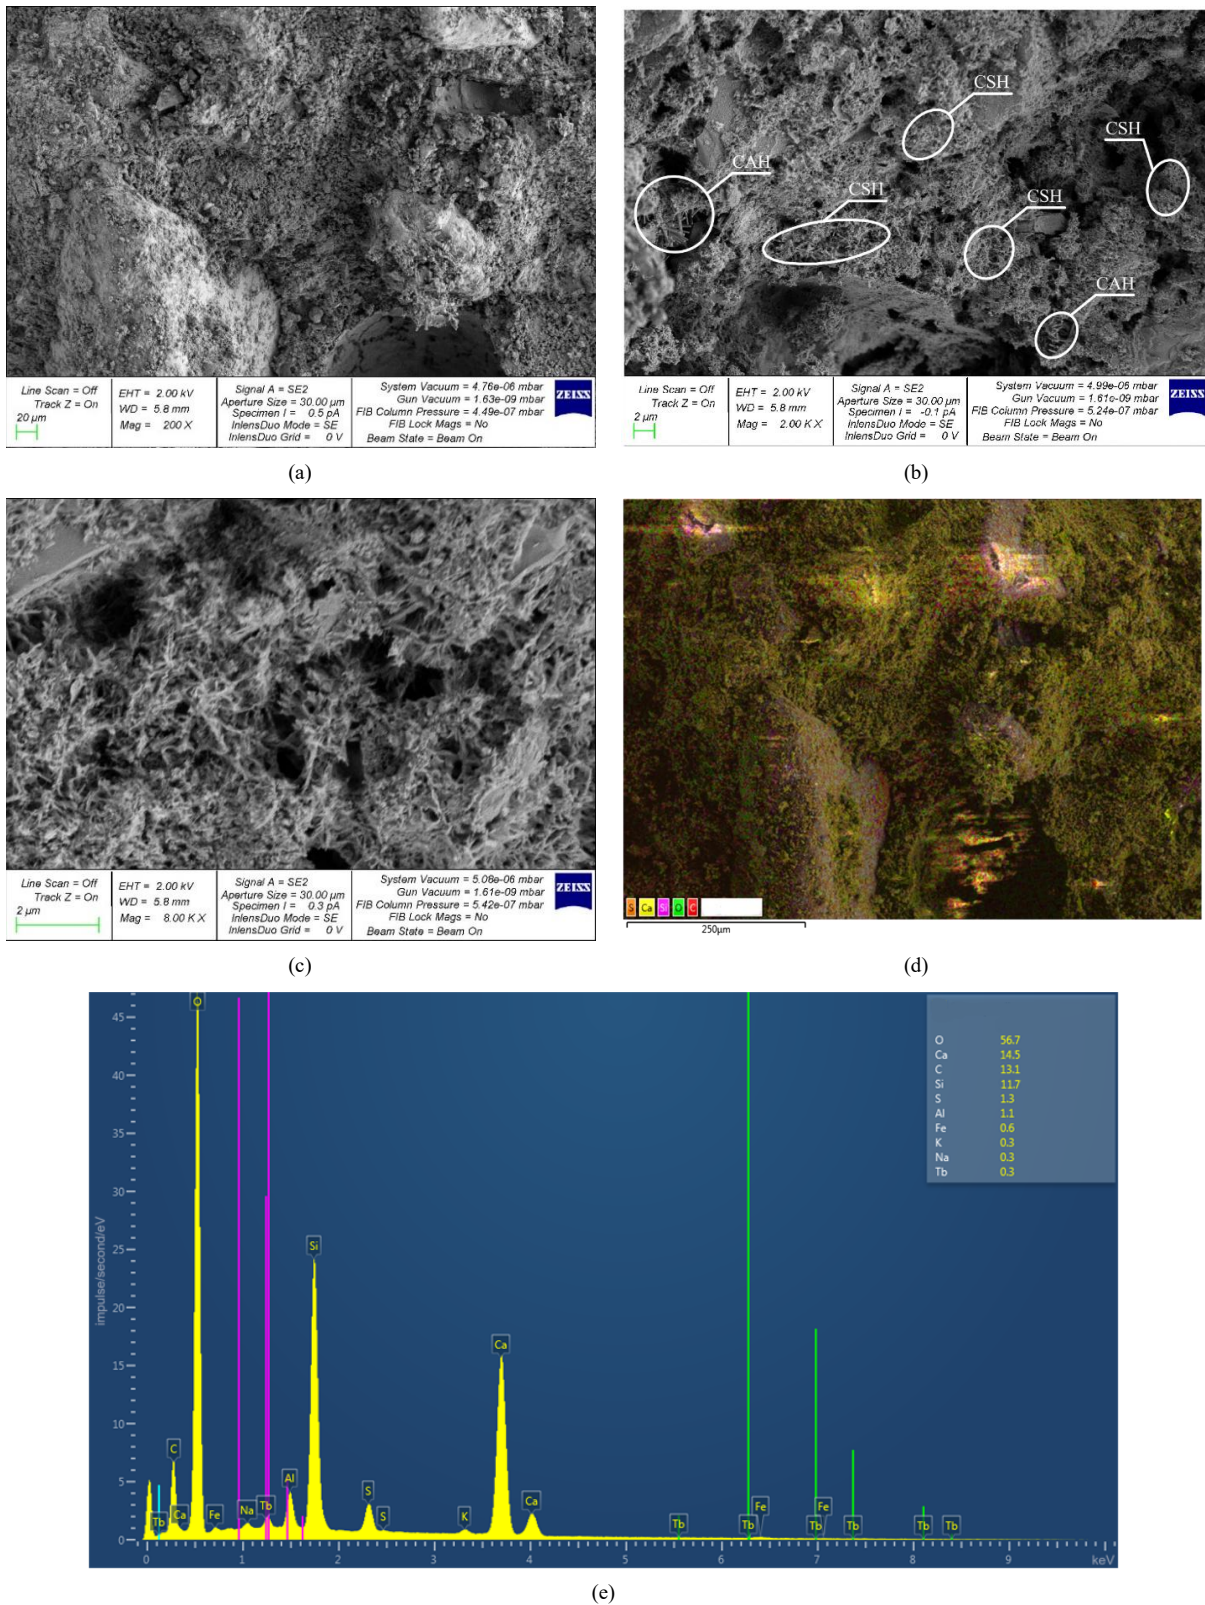 Line Scan = Off
Track Z = On
20 µm
EHT = 2.00 kV
WD = 5.8 mm
Mag = 200 X
Signal A = SE2
Aperture Size = 30.00 µm
Specimen I = 0.5 pA
InlensDuo Mode = SE
InlensDuo Grid = 0 V
System Vacuum = 4.76e-06 mbar
Gun Vacuum = 1.63e-09 mbar
FIB Column Pressure = 4.49e-07 mbar
FIB Lock Mags = No
Beam State = Beam On
ZEISS
(a)
CSH
CSH
CAH
CSH
CSH
CAH
Line Scan = Off
Track Z = On
2 µm
EHT = 2.00 kV
WD = 5.8 mm
Mag = 2.00 K X
Signal A = SE2
Aperture Size = 30.00 µm
Specimen I = -0.1 pA
InlensDuo Mode = SE
InlensDuo Grid = 0 V
System Vacuum = 4.99e-06 mbar
Gun Vacuum = 1.61e-09 mbar
FIB Column Pressure = 5.24e-07 mbar
FIB Lock Mags = No
Beam State = Beam On
ZEISS
(b)
Line Scan = Off
Track Z = On
2 µm
EHT = 2.00 kV
WD = 5.8 mm
Mag = 8.00 K X
Signal A = SE2
Aperture Size = 30.00 µm
Specimen I = 0.3 pA
InlensDuo Mode = SE
InlensDuo Grid = 0 V
System Vacuum = 5.08e-06 mbar
Gun Vacuum = 1.61e-09 mbar
FIB Column Pressure = 5.42e-07 mbar
FIB Lock Mags = No
Beam State = Beam On
ZEISS
(c)
S Ca Si O C
250µm
(d)
impulse/second/eV
45
40
35
30
25
20
15
10
5
0
O
Si
Ca
C
Al
S
Ca
Tb
Ca
Fe
Na
Tb
S
K
Tb
Tb
Fe
Tb
Fe
Tb
Tb
Tb
O 56.7
Ca 14.5
C 13.1
Si 11.7
S 1.3
Al 1.1
Fe 0.6
K 0.3
Na 0.3
Tb 0.3
0 1 2 3 4 5 6 7 8 9 keV
(e)